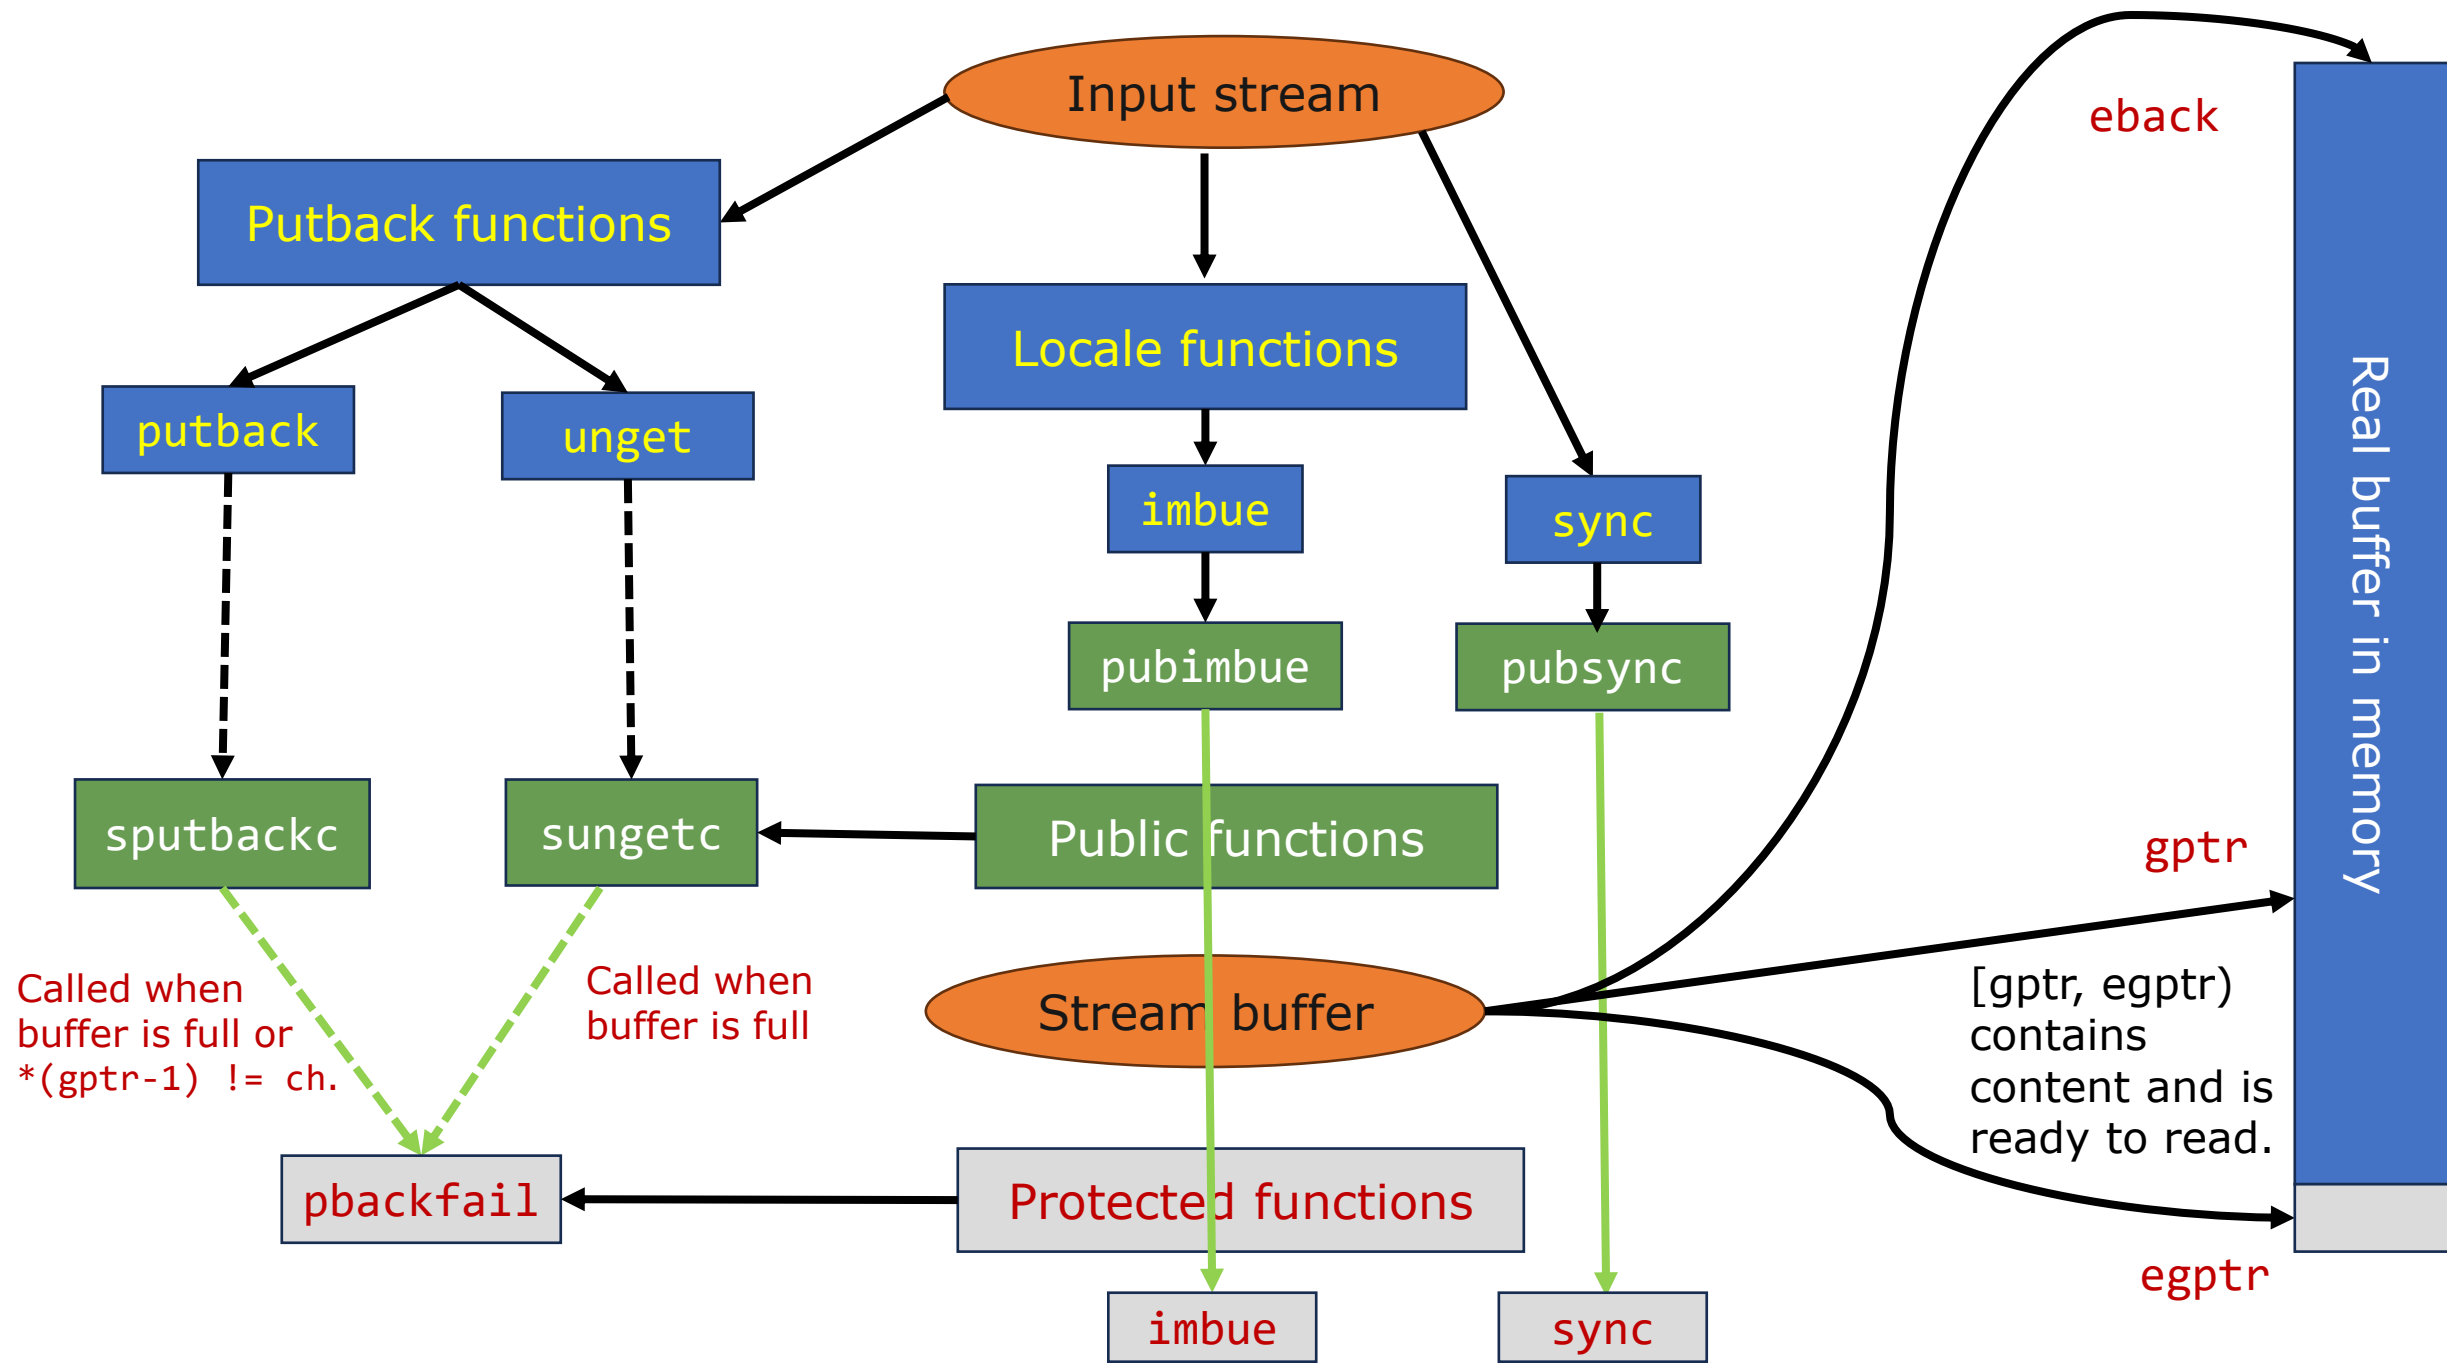 Input stream
eback
Putback functions
Locale functions
putback
unget
imbue
sync
Real buffer in memory
pubimbue
pubsync
sputbackc
sungetc
Public functions
gptr
Called when
buffer is full or
*(gptr-1) != ch.
Called when
buffer is full
Stream buffer
[gptr, egptr)
contains
content and is
ready to read.
pbackfail
Protected functions
egptr
imbue
sync